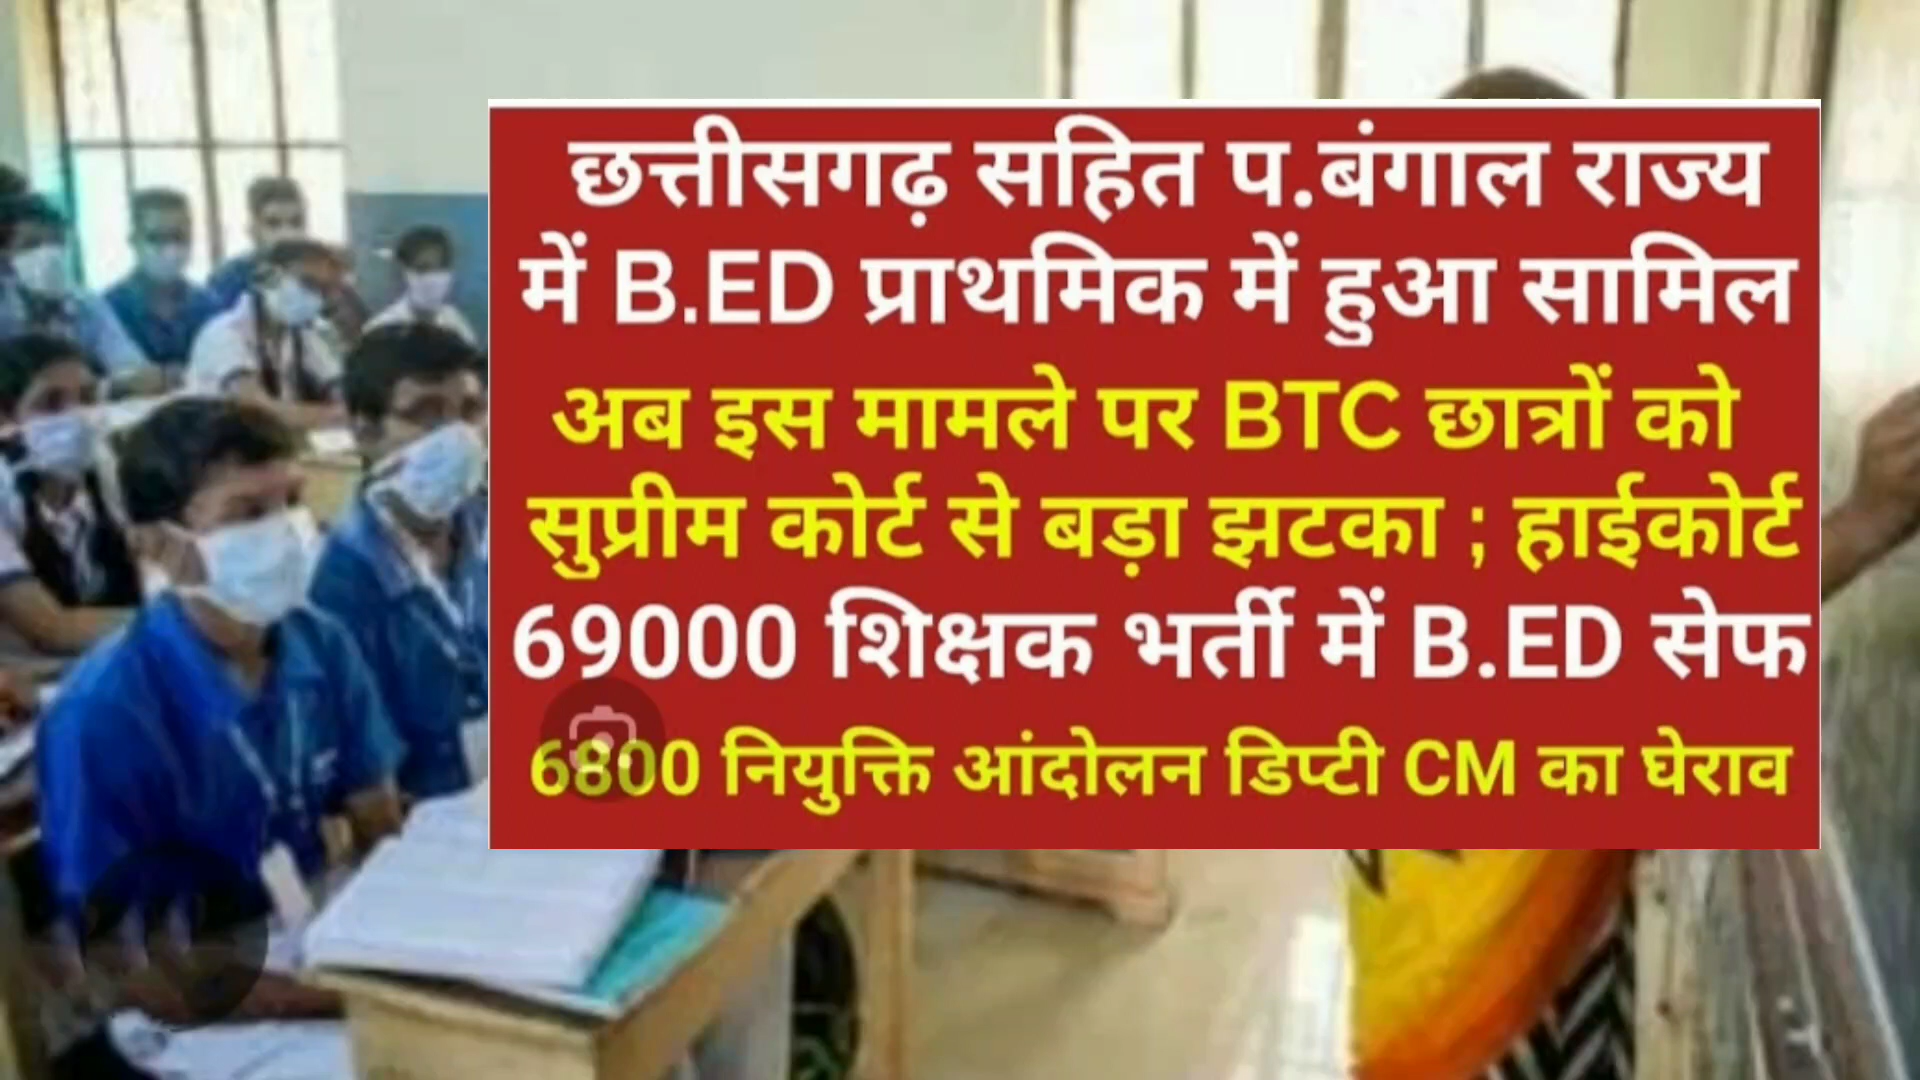 छत्तीसगढ़ सहित प.बंगाल राज्य
में B.ED प्राथमिक में हुआ सामिल
अब इस मामले पर BTC छात्रों को
सुप्रीम कोर्ट से बड़ा झटका ; हाईकोर्ट
69000 शिक्षक भर्ती में B.ED सेफ
6800 नियुक्ति आंदोलन डिप्टी CM का घेराव